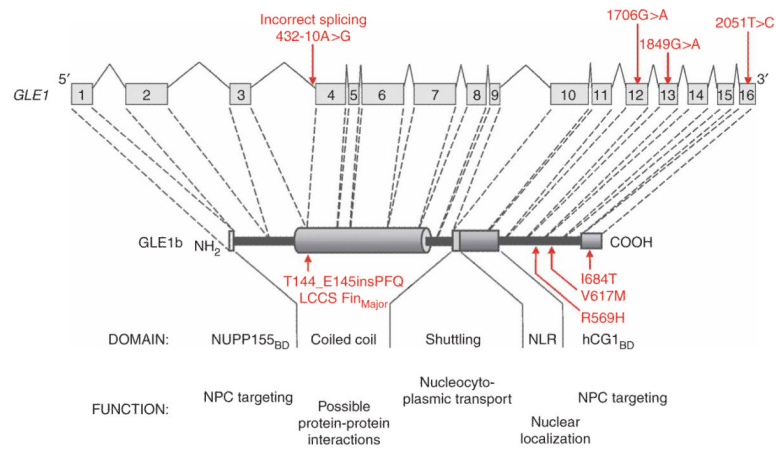 Incorrect splicing
432-10A>G
1706G>A
1849G>A
2051T>C
5′
3′
GLE1
1
2
3
4
5
6
7
8
9
10
11
12
13
14
15
16
GLE1b
NH2
COOH
T144_E145insPFQ
LCCS FinMajor
I684T
V617M
R569H
DOMAIN:
NUPP155BD
Coiled coil
Shuttling
NLR
hCG1BD
FUNCTION:
NPC targeting
Possible
protein-protein
interactions
Nucleocyto-
plasmic transport
Nuclear
localization
NPC targeting